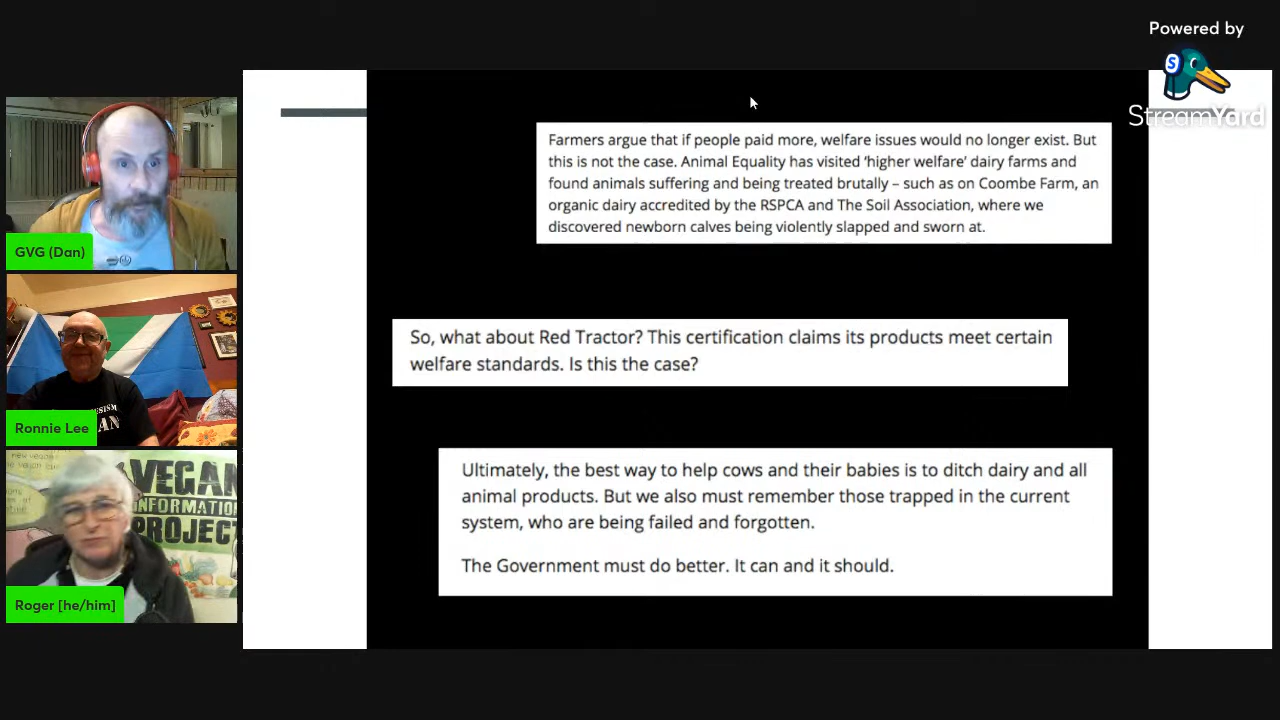 Powered by
StreamYard
Farmers argue that if people paid more, welfare issues would no longer exist. But
this is not the case. Animal Equality has visited ‘higher welfare’ dairy farms and
found animals suffering and being treated brutally – such as on Coombe Farm, an
organic dairy accredited by the RSPCA and The Soil Association, where we
discovered newborn calves being violently slapped and sworn at.
So, what about Red Tractor? This certification claims its products meet certain
welfare standards. Is this the case?
Ultimately, the best way to help cows and their babies is to ditch dairy and all
animal products. But we also must remember those trapped in the current
system, who are being failed and forgotten.
The Government must do better. It can and it should.
GVG (Dan)
Ronnie Lee
VEGAN
INFORMATION
PROJECT
Roger [he/him]